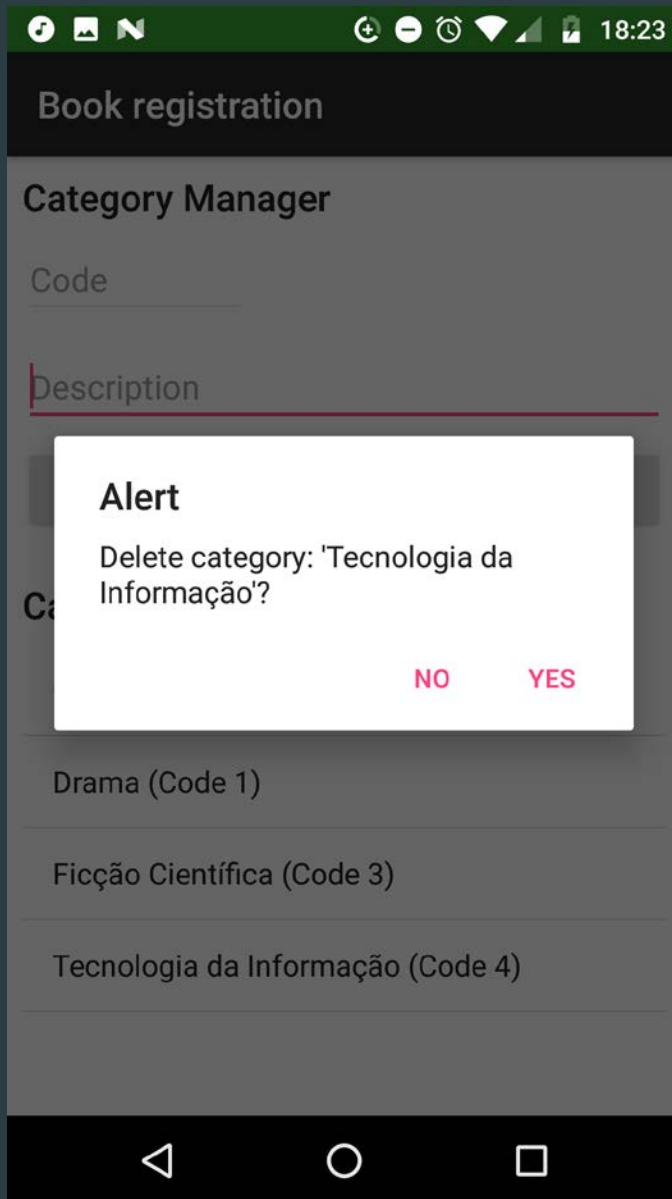 18:23
Book registration
Category Manager
Code
Description
Alert
Delete category: 'Tecnologia da
Informação'?
NO YES
Drama (Code 1)
Ficção Científica (Code 3)
Tecnologia da Informação (Code 4)